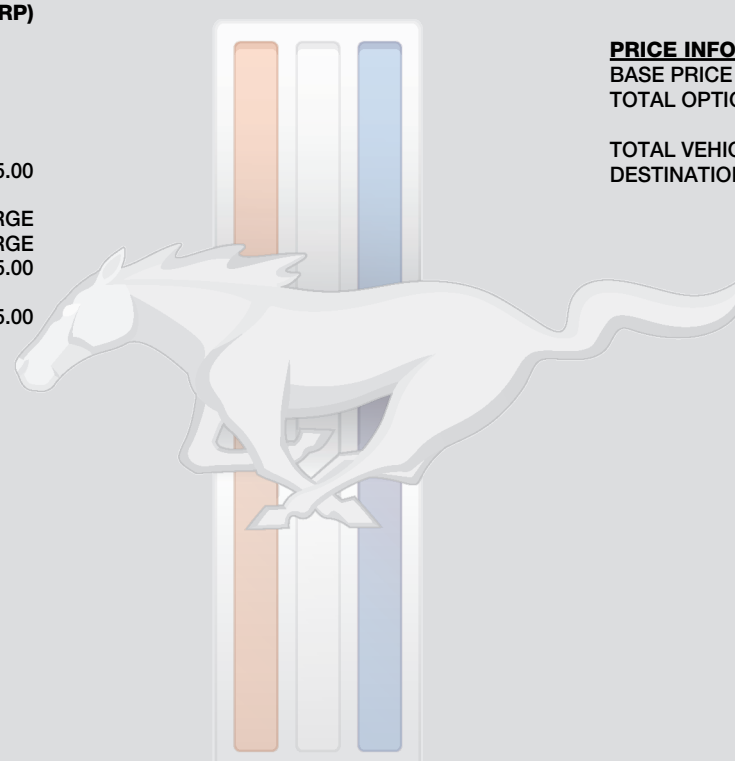 RP)
5.00
RGE
RGE
5.00
5.00
PRICE INFO
BASE PRICE
TOTAL OPTIO
TOTAL VEHIC
DESTINATION